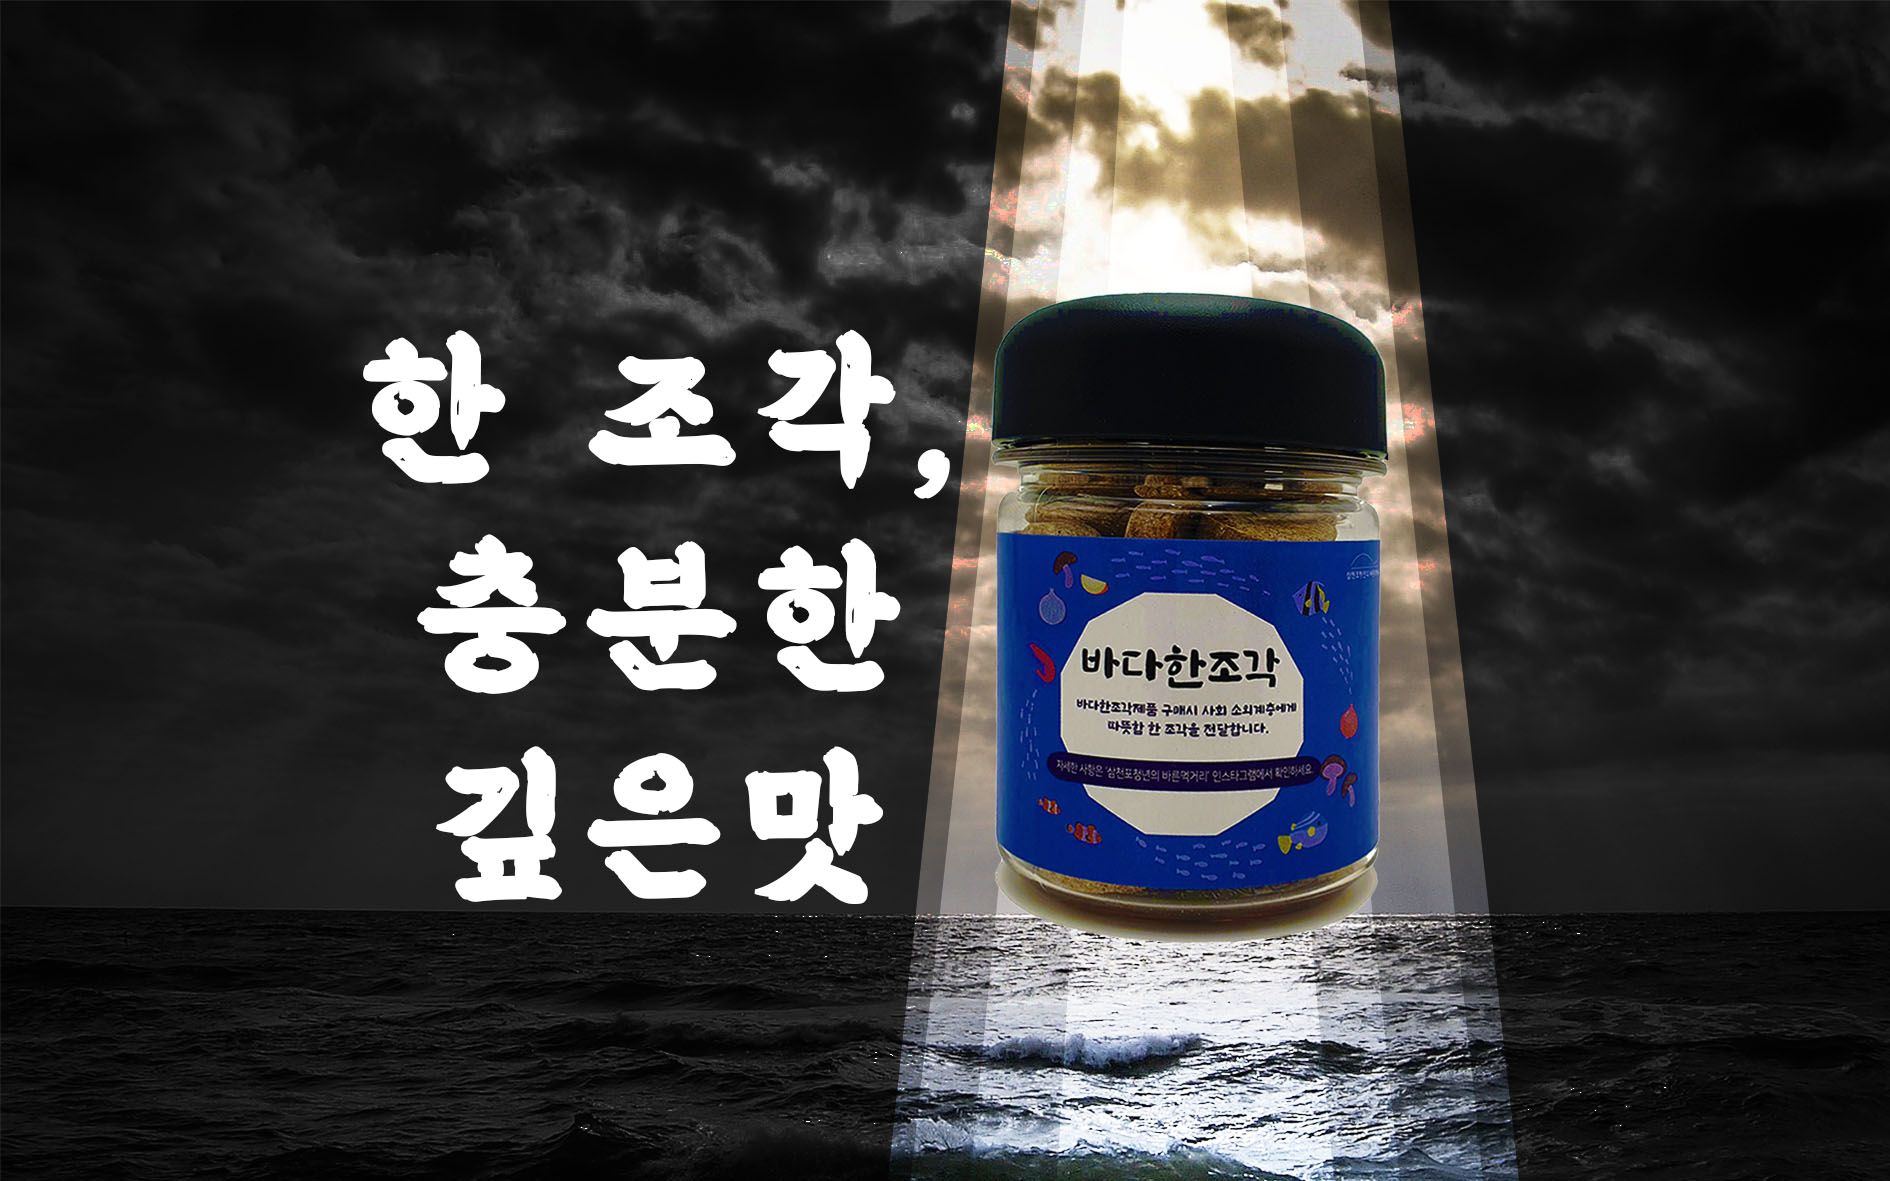 한 조각,
충분한
깊은맛
바다한조각
바다한조각제품 구매시 사회 소외계층에게
따뜻함 한 조각을 전달합니다.
자세한 사항은 '삼천포청년의 바른먹거리' 인스타그램에서 확인하세요.